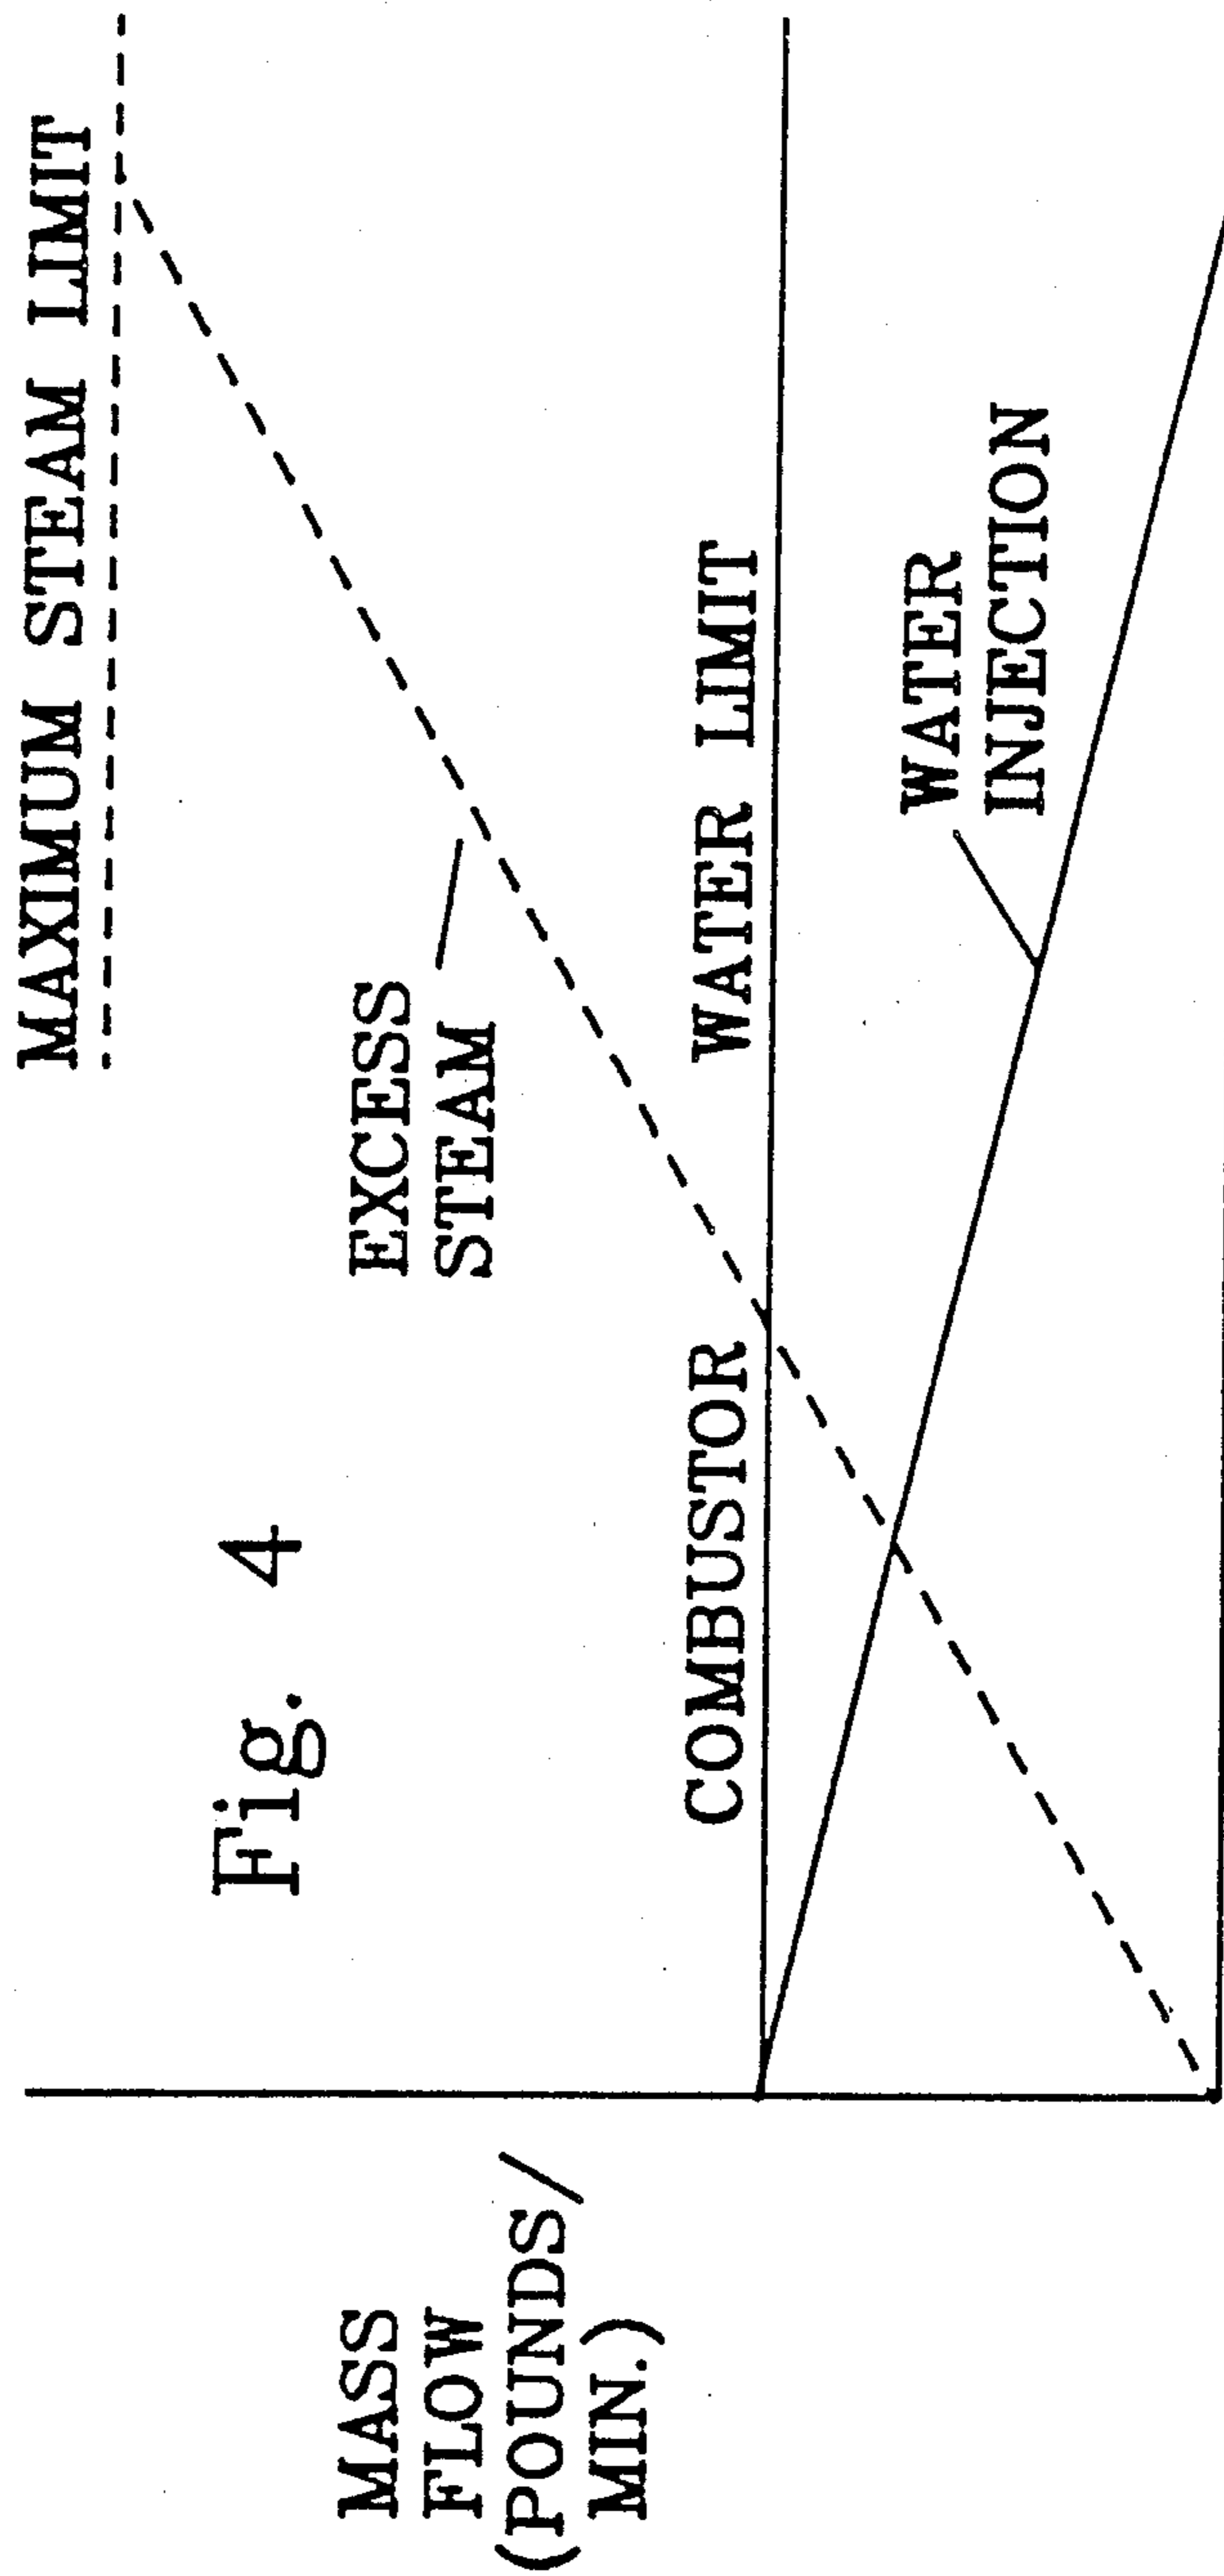 MAXIMUM STEAM LIMIT
Fig. 4
EXCESS
STEAM
MASS
FLOW
(POUNDS/
MIN.)
COMBUSTOR WATER LIMIT
WATER
INJECTION